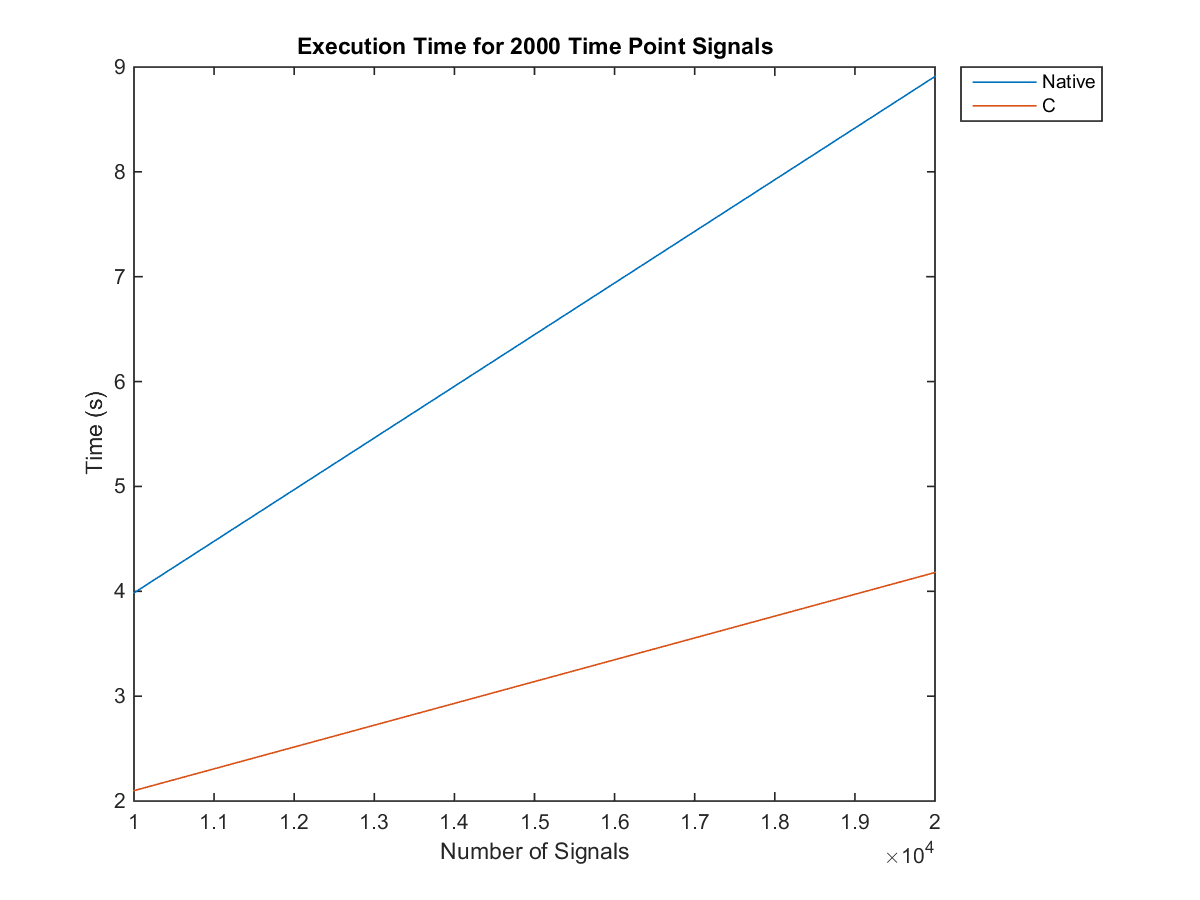 Execution Time for 2000 Time Point Signals
Native
C
9
8
7
6
5
4
3
2
Time (s)
1 1.1 1.2 1.3 1.4 1.5 1.6 1.7 1.8 1.9 2
Number of Signals
×10⁴